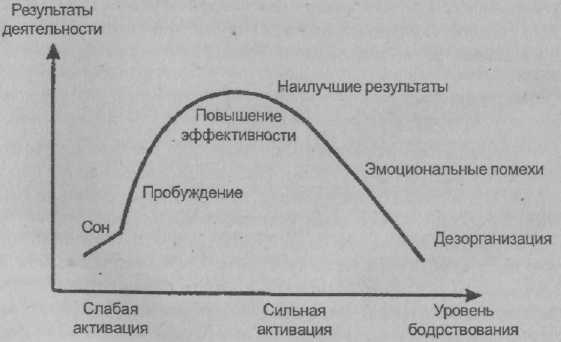 Результаты
деятельности
Наилучшие результаты
Повышение
эффективности
Эмоциональные помехи
Пробуждение
Сон
Дезорганизация
Слабая
активация
Сильная
активация
Уровень
бодрствования